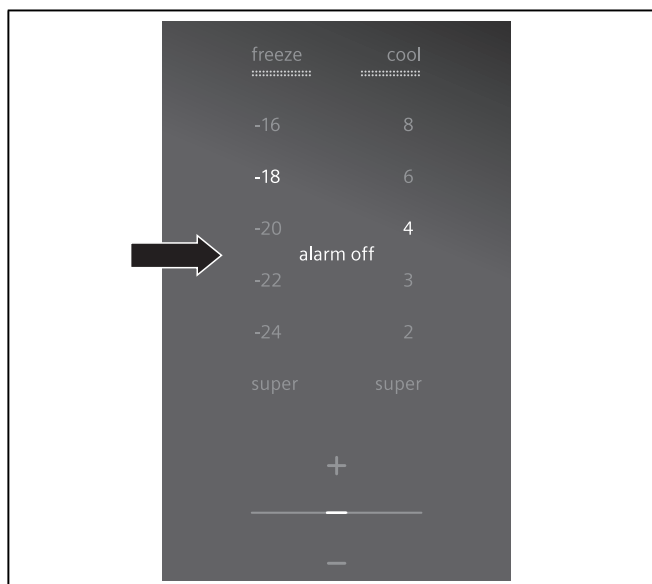 freeze cool
-16 8
-18 6
-20 4
alarm off
-22 3
-24 2
super super
+
−